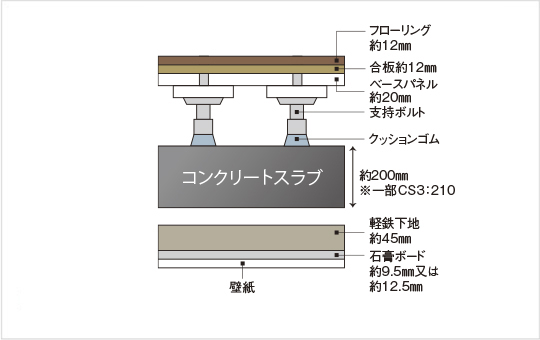 フローリング
約12㎜
合板約12㎜
ベースパネル
約20㎜
支持ボルト
クッションゴム
コンクリートスラブ
約200㎜
※一部CS3：210
軽鉄下地
約45㎜
石膏ボード
約9.5㎜又は
約12.5㎜
壁紙